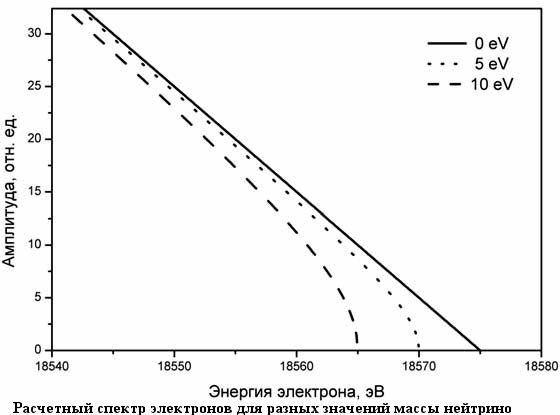 30
25
20
15
10
5
0
Амплитуда, отн. ед.
0 eV
5 eV
10 eV
18540
18550
18560
18570
18580
Энергия электрона, эВ
Расчетный спектр электронов для разных значений массы нейтрино